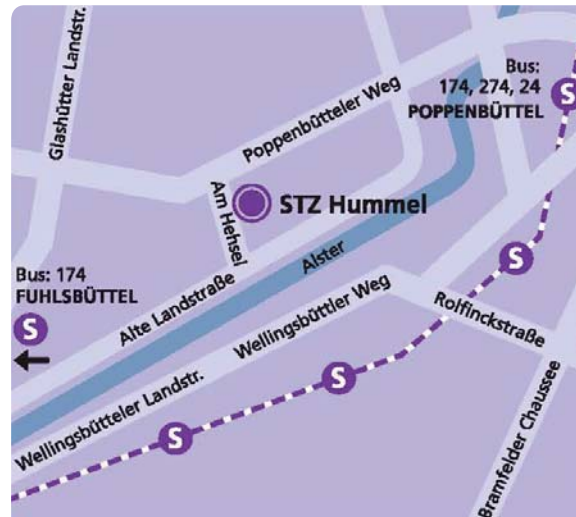 Glashütter Landstr.
Poppenbütteler Weg
Bus:
174, 274, 24
POPPENBÜTTEL
S
Am Hehsel
STZ Hummel
Bus: 174
FUHLSBÜTTEL
S
Alte Landstraße
Alster
S
Wellingsbüttler Weg
Rolfinckstraße
Wellingsbütteler Landstr.
S
S
Bramfelder Chaussee